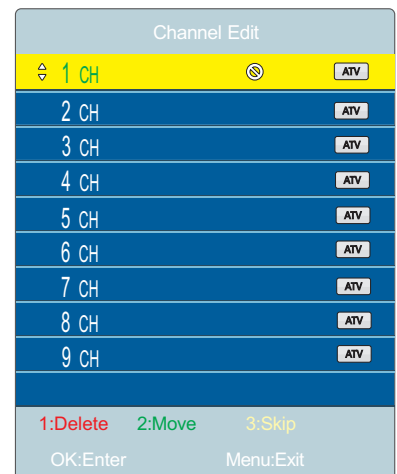 Channel Edit
1 CH ATV
2 CH ATV
3 CH ATV
4 CH ATV
5 CH ATV
6 CH ATV
7 CH ATV
8 CH ATV
9 CH ATV
1:Delete 2:Move 3:Skip
OK:Enter Menu:Exit